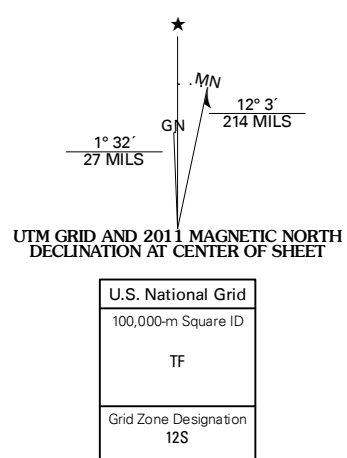 MN
GN
12° 3´
214 MILS
1° 32´
27 MILS
UTM GRID AND 2011 MAGNETIC NORTH
DECLINATION AT CENTER OF SHEET
U.S. National Grid
100,000-m Square ID
TF
Grid Zone Designation
12S